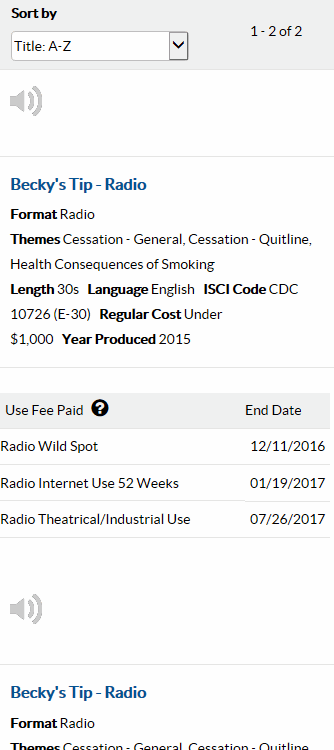 Sort by
1 - 2 of 2
Title: A-Z
Becky's Tip - Radio
Format Radio
Themes Cessation - General, Cessation - Quitline,
Health Consequences of Smoking
Length 30s Language English ISCI Code CDC
10726 (E-30) Regular Cost Under
$1,000 Year Produced 2015
Use Fee Paid ? End Date
Radio Wild Spot 12/11/2016
Radio Internet Use 52 Weeks 01/19/2017
Radio Theatrical/Industrial Use 07/26/2017
Becky's Tip - Radio
Format Radio
Themes Cessation - General, Cessation - Quitline,